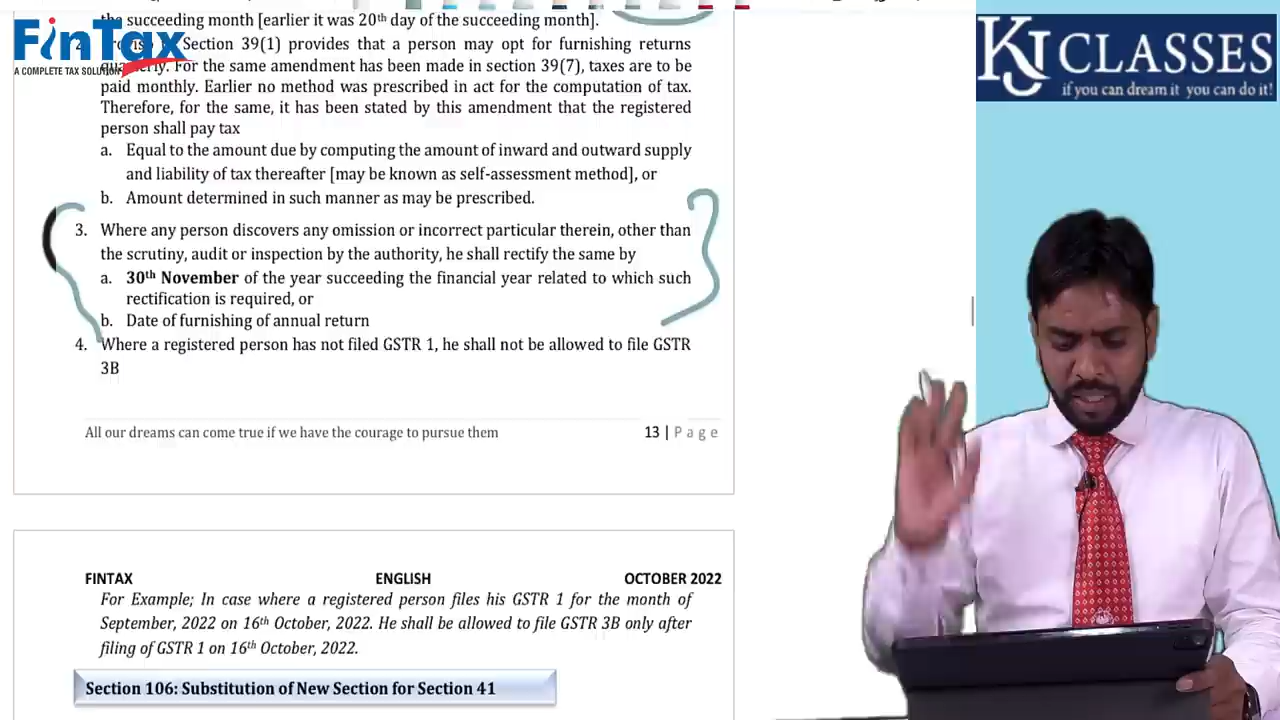 the succeeding month [earlier it was 20th day of the succeeding month].
FinTax
A COMPLETE TAX SOLUTION
Section 39(1) provides that a person may opt for furnishing returns
quarterly. For the same amendment has been made in section 39(7), taxes are to be
paid monthly. Earlier no method was prescribed in act for the computation of tax.
Therefore, for the same, it has been stated by this amendment that the registered
person shall pay tax
a. Equal to the amount due by computing the amount of inward and outward supply
and liability of tax thereafter [may be known as self-assessment method], or
b. Amount determined in such manner as may be prescribed.
3. Where any person discovers any omission or incorrect particular therein, other than
the scrutiny, audit or inspection by the authority, he shall rectify the same by
a. 30th November of the year succeeding the financial year related to which such
rectification is required, or
b. Date of furnishing of annual return
4. Where a registered person has not filed GSTR 1, he shall not be allowed to file GSTR
3B
All our dreams can come true if we have the courage to pursue them
13 | Page
FINTAX ENGLISH OCTOBER 2022
For Example; In case where a registered person files his GSTR 1 for the month of
September, 2022 on 16th October, 2022. He shall be allowed to file GSTR 3B only after
filing of GSTR 1 on 16th October, 2022.
Section 106: Substitution of New Section for Section 41
KJ CLASSES
if you can dream it you can do it!